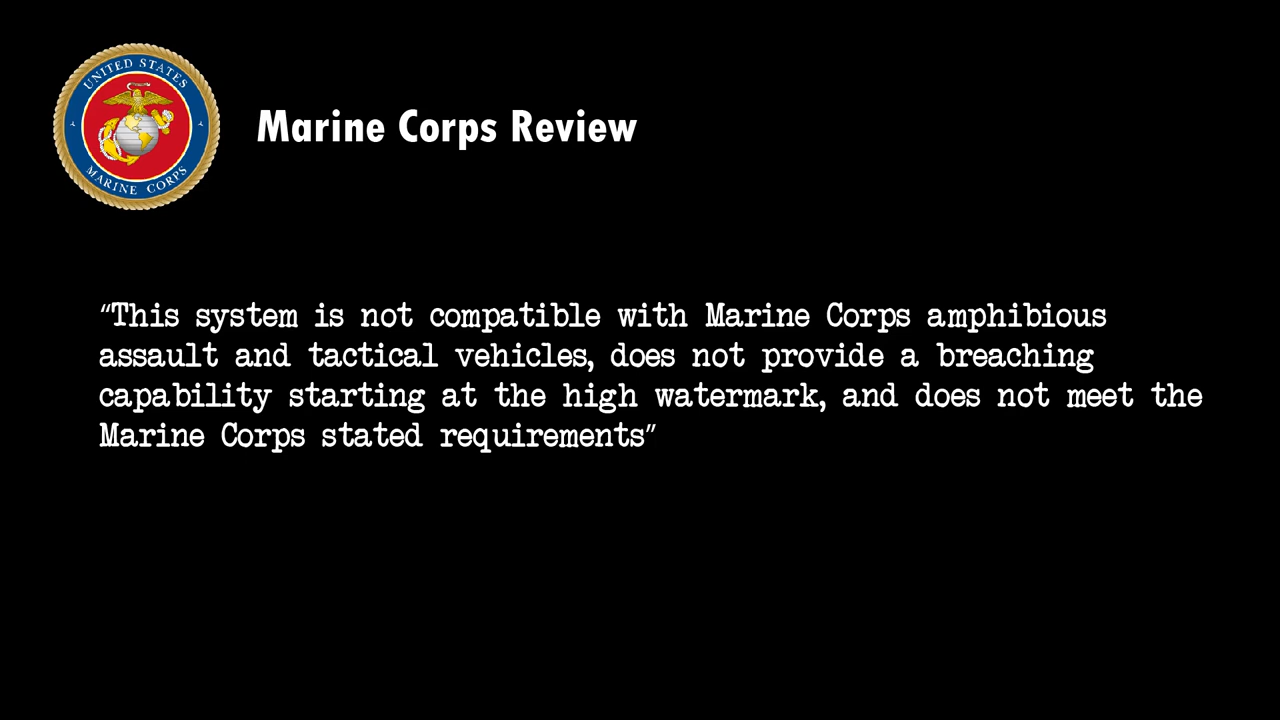 UNITED STATES
MARINE CORPS
Marine Corps Review
"This system is not compatible with Marine Corps amphibious
assault and tactical vehicles, does not provide a breaching
capability starting at the high watermark, and does not meet the
Marine Corps stated requirements"